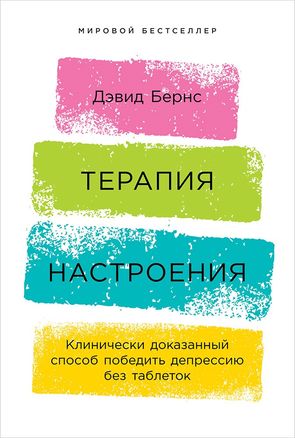 МИРОВОЙ БЕСТСЕЛЛЕР
Дэвид Бернс
ТЕРАПИЯ
НАСТРОЕНИЯ
Клинически доказанный
способ победить депрессию
без таблеток